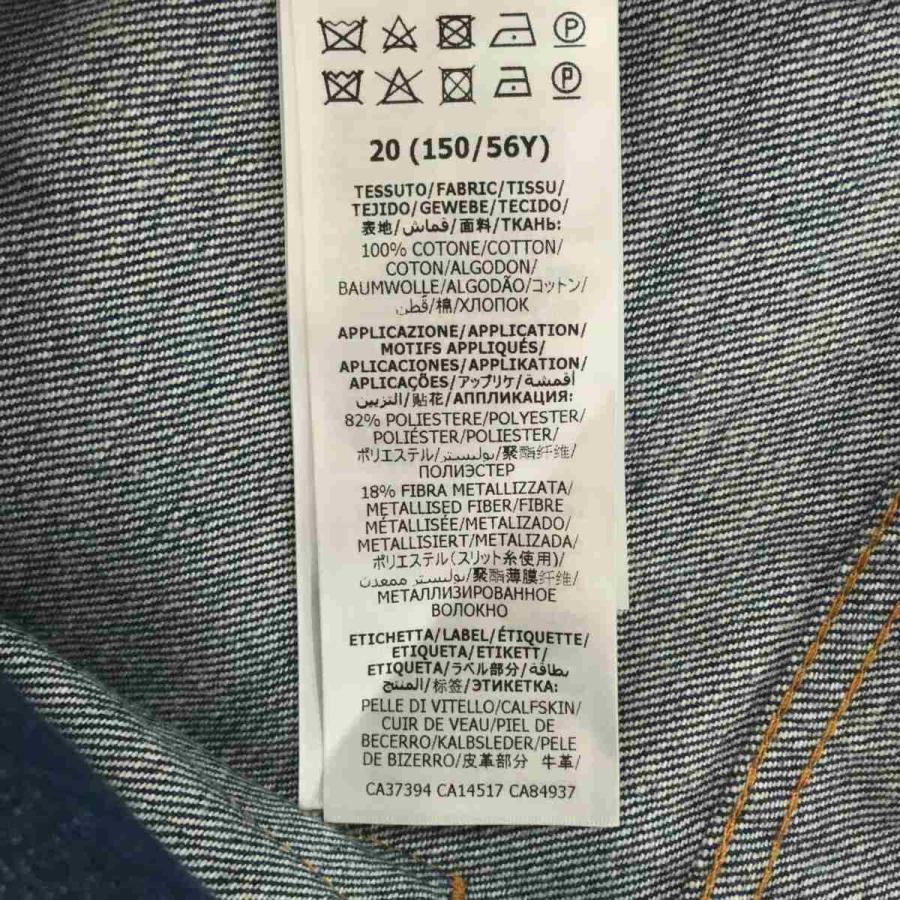 P
P
20 (150/56Y)
TESSUTO/FABRIC/TISSU/
TEJIDO/GEWEBE/TECIDO/
表地/قماش/面料/ТКАНЬ:
100% COTONE/COTTON/
COTON/ALGODON/
BAUMWOLLE/ALGODÃO/コットン/
قطن/棉/ХЛОПОК
APPLICAZIONE/APPLICATION/
MOTIFS APPLIQUÉS/
APLICACIONES/APPLIKATION/
APLICAÇÕES/アップリケ/أقمشة
التزيين/贴花/АППЛИКАЦИЯ:
82% POLIESTERE/POLYESTER/
POLIÉSTER/POLIESTER/
ポリエステル/بوليستر/聚酯纤维/
ПОЛИЭСТЕР
18% FIBRA METALLIZZATA/
METALLISED FIBER/FIBRE
MÉTALLISÉE/METALIZADO/
METALLISIERT/METALIZADA/
ポリエステル(スリット糸使用)/
بوليستر ممعدن/聚酯薄膜纤维/
МЕТАЛЛИЗИРОВАННОЕ
ВОЛОКНО
ETICHETTA/LABEL/ÉTIQUETTE/
ETIQUETA/ETIKETT/
ETIQUETA/ラベル部分/بطاقة
المنتج/标签/ЭТИКЕТКА:
PELLE DI VITELLO/CALFSKIN/
CUIR DE VEAU/PIEL DE
BECERRO/KALBSLEDER/PELE
DE BIZERRO/皮革部分 牛革/
CA37394 CA14517 CA84937